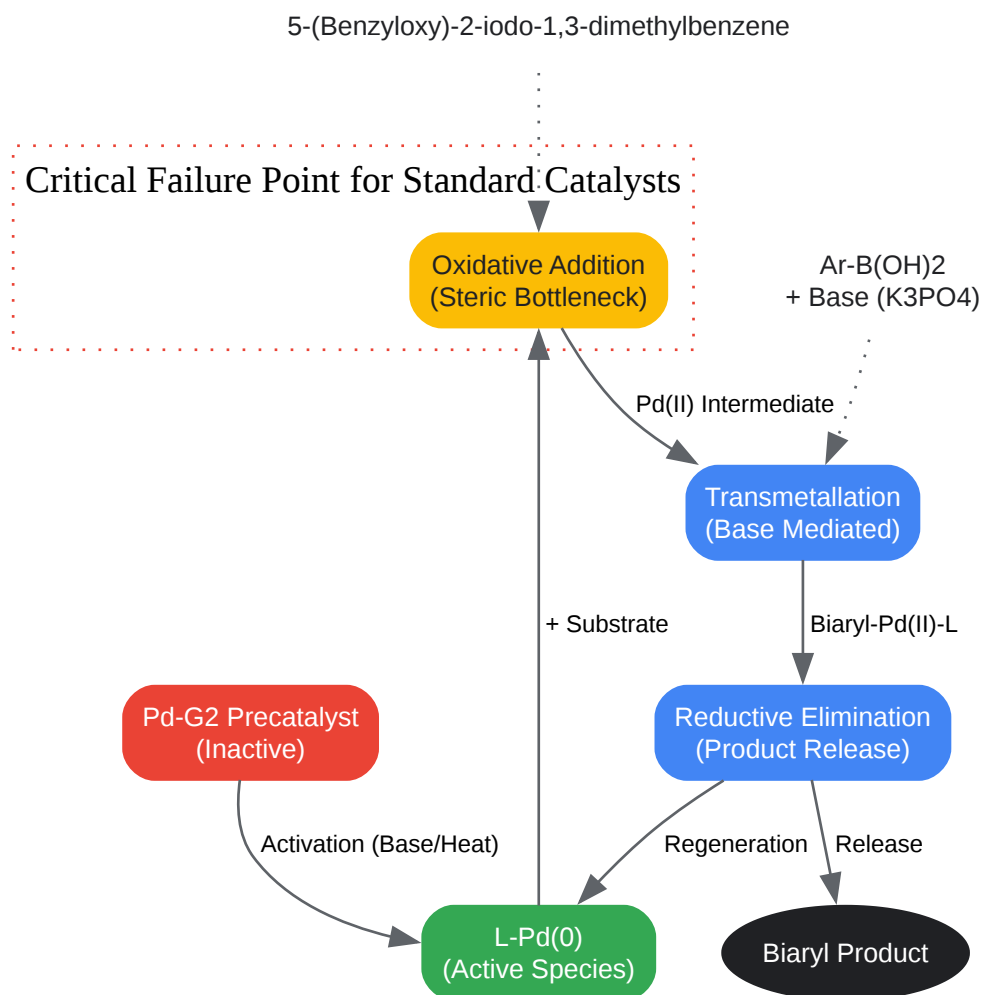 5-(Benzyloxy)-2-iodo-1,3-dimethylbenzene
Critical Failure Point for Standard Catalysts
Oxidative Addition
(Steric Bottleneck)
Ar-B(OH)2
+ Base (K3PO4)
Pd(II) Intermediate
Transmetallation
(Base Mediated)
+ Substrate
Biaryl-Pd(II)-L
Pd-G2 Precatalyst
(Inactive)
Reductive Elimination
(Product Release)
Activation (Base/Heat)
Regeneration
Release
L-Pd(0)
(Active Species)
Biaryl Product